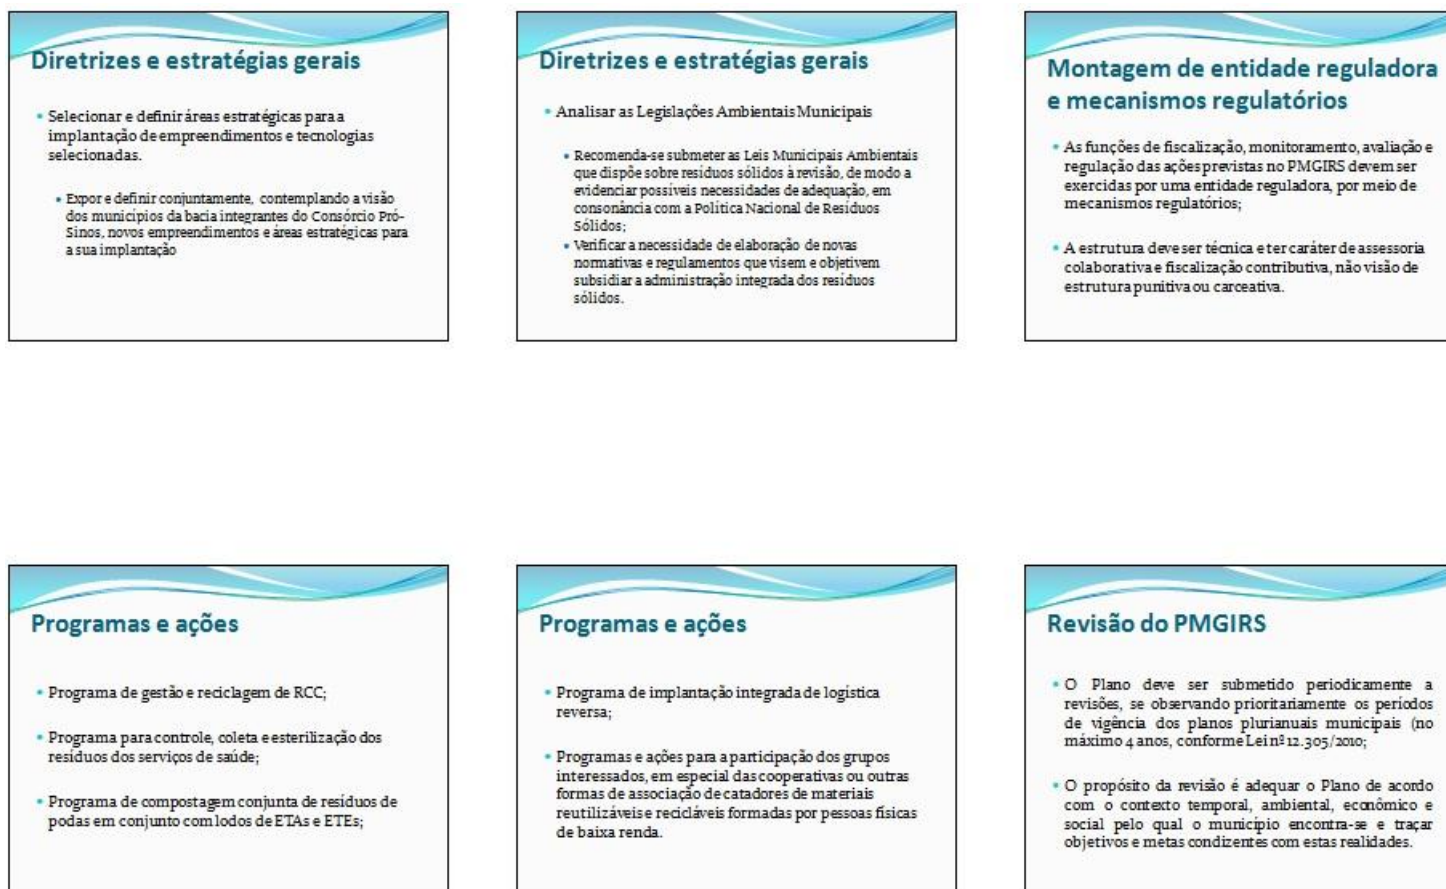 Diretrizes e estratégias gerais
• Selecionar e definir áreas estratégicas para a
implantação de empreendimentos e tecnologias
selecionadas.
• Expor e definir conjuntamente, contemplando a visão
dos municípios da bacia integrantes do Consórcio Pró-
Sinos, novos empreendimentos e áreas estratégicas para
a sua implantação
Diretrizes e estratégias gerais
• Analisar as Legislações Ambientais Municipais
• Recomenda-se submeter as Leis Municipais Ambientais
que dispõe sobre resíduos sólidos à revisão, de modo a
evidenciar possíveis necessidades de adequação, em
consonância com a Política Nacional de Resíduos
Sólidos;
• Verificar a necessidade de elaboração de novas
normativas e regulamentos que visem e objetivem
subsidiar a administração integrada dos resíduos
sólidos.
Montagem de entidade reguladora
e mecanismos regulatórios
• As funções de fiscalização, monitoramento, avaliação e
regulação das ações previstas no PMGIRS devem ser
exercidas por uma entidade reguladora, por meio de
mecanismos regulatórios;
• A estrutura deve ser técnica e ter caráter de assessoria
colaborativa e fiscalização contributiva, não visão de
estrutura punitiva ou carceativa.
Programas e ações
• Programa de gestão e reciclagem de RCC;
• Programa para controle, coleta e esterilização dos
resíduos dos serviços de saúde;
• Programa de compostagem conjunta de resíduos de
podas em conjunto com lodos de ETAs e ETEs;
Programas e ações
• Programa de implantação integrada de logística
reversa;
• Programas e ações para a participação dos grupos
interessados, em especial das cooperativas ou outras
formas de associação de catadores de materiais
reutilizáveis e recicláveis formadas por pessoas físicas
de baixa renda.
Revisão do PMGIRS
• O Plano deve ser submetido periodicamente a
revisões, se observando prioritariamente os períodos
de vigência dos planos plurianuais municipais (no
máximo 4 anos, conforme Lei nº 12.305/2010;
• O propósito da revisão é adequar o Plano de acordo
com o contexto temporal, ambiental, econômico e
social pelo qual o município encontra-se e traçar
objetivos e metas condizentes com estas realidades.